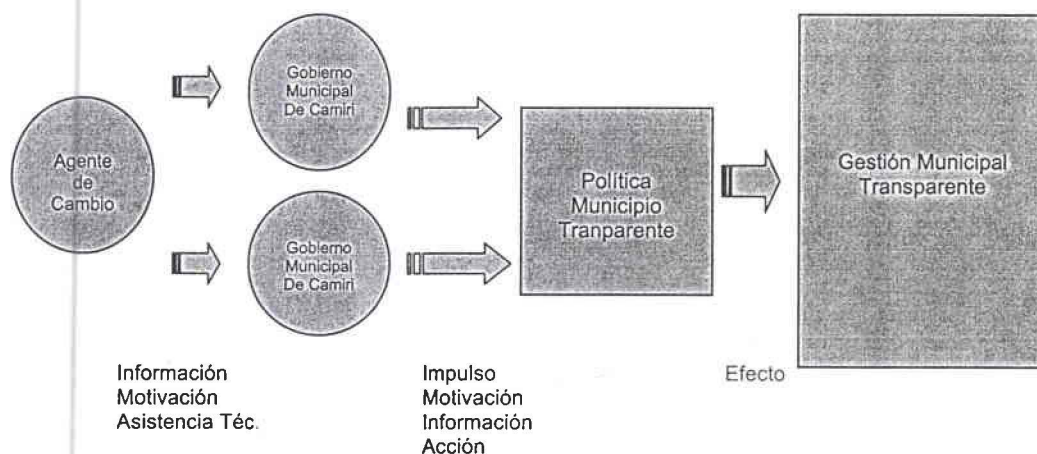 Agente
de
Cambio
Gobierno
Municipal
De Camiri
Gobierno
Municipal
De Camiri
Política
Municipio
Tranparente
Gestión Municipal
Transparente
Información
Motivación
Asistencia Téc.
Impulso
Motivación
Información
Acción
Efecto